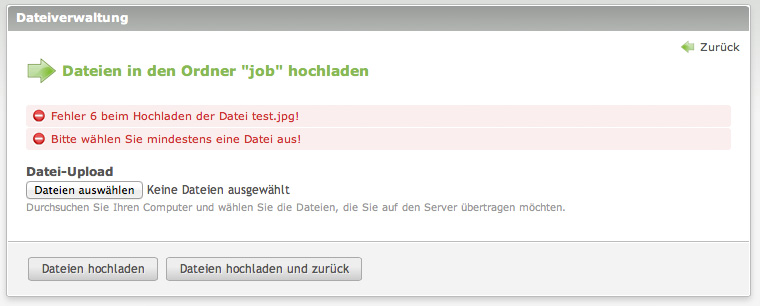 Dateiverwaltung
Zurück
Dateien in den Ordner "job" hochladen
Fehler 6 beim Hochladen der Datei test.jpg!
Bitte wählen Sie mindestens eine Datei aus!
Datei-Upload
Dateien auswählen Keine Dateien ausgewählt
Durchsuchen Sie Ihren Computer und wählen Sie die Dateien, die Sie auf den Server übertragen möchten.
Dateien hochladen Dateien hochladen und zurück